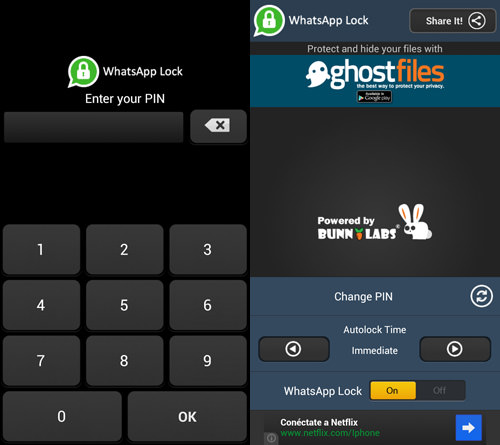 WhatsApp Lock
Enter your PIN
1 2 3
4 5 6
7 8 9
0 OK
WhatsApp Lock
Share It!
Protect and hide your files with
ghostfiles
the best way to protect your privacy.
Available in
Google play
Powered by
BUNN LABS®
Change PIN
Autolock Time
Immediate
WhatsApp Lock On Off
Conéctate a Netflix
www.netflix.com/iphone